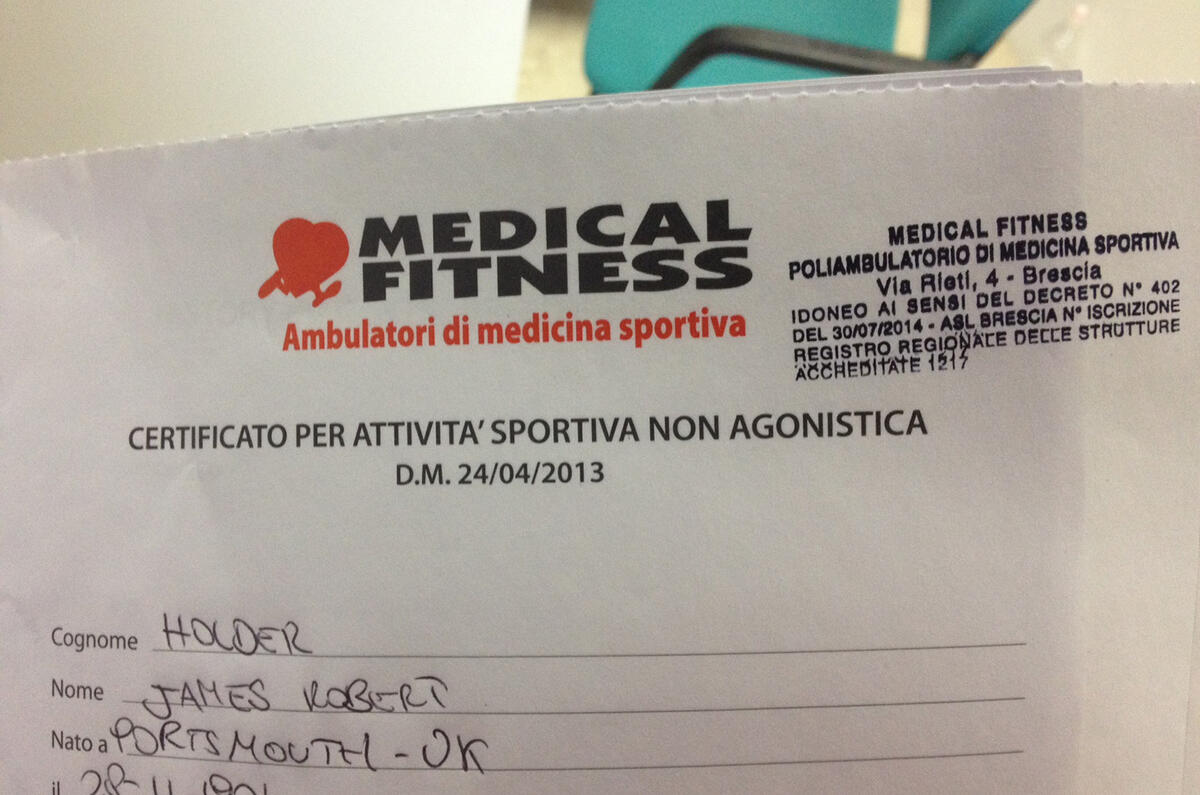 MEDICAL
FITNESS
Ambulatori di medicina sportiva
MEDICAL FITNESS
POLIAMBULATORIO DI MEDICINA SPORTIVA
Via Rieti, 4 - Brescia
IDONEO AI SENSI DEL DECRETO N° 402
DEL 30/07/2014 - ASL BRESCIA N° ISCRIZIONE
REGISTRO REGIONALE DELLE STRUTTURE
ACCREDITATE 1217
CERTIFICATO PER ATTIVITA' SPORTIVA NON AGONISTICA
D.M. 24/04/2013
Cognome HOLDER
Nome JAMES ROBERT
Nato a PORTSMOUTH - UK
il